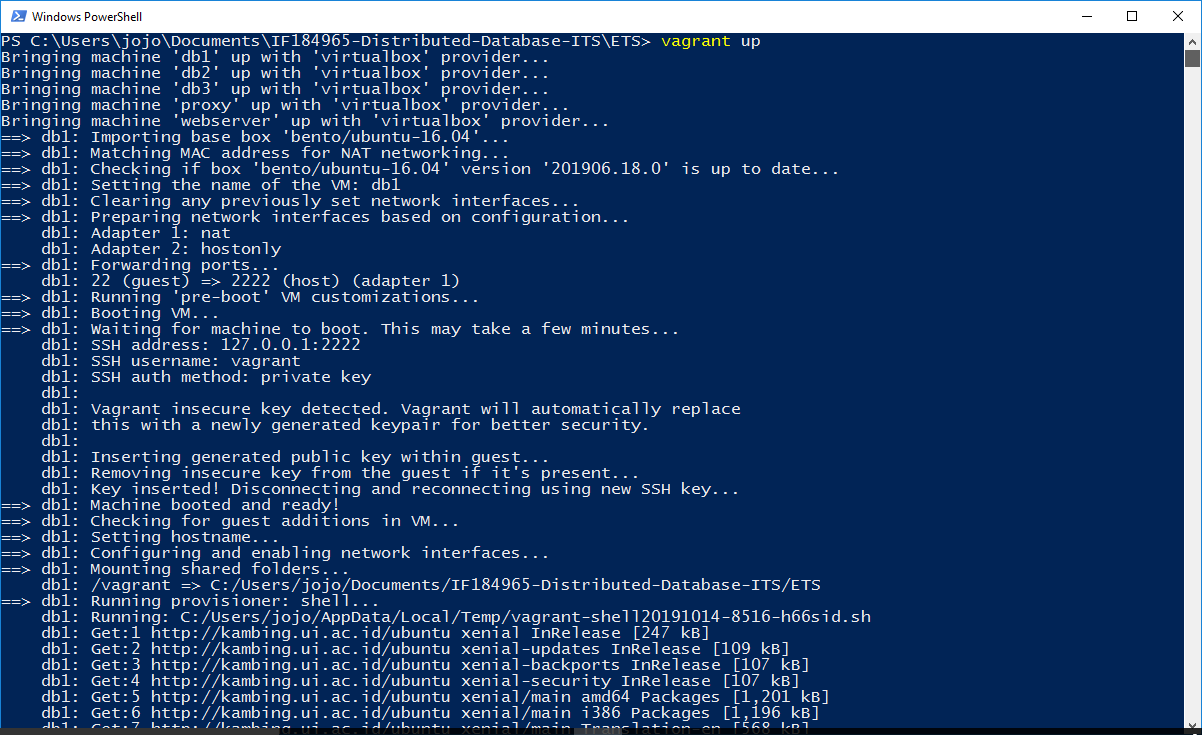 Windows PowerShell
PS C:\Users\jojo\Documents\IF184965-Distributed-Database-ITS\ETS> vagrant up
Bringing machine 'db1' up with 'virtualbox' provider...
Bringing machine 'db2' up with 'virtualbox' provider...
Bringing machine 'db3' up with 'virtualbox' provider...
Bringing machine 'proxy' up with 'virtualbox' provider...
Bringing machine 'webserver' up with 'virtualbox' provider...
==> db1: Importing base box 'bento/ubuntu-16.04'...
==> db1: Matching MAC address for NAT networking...
==> db1: Checking if box 'bento/ubuntu-16.04' version '201906.18.0' is up to date...
==> db1: Setting the name of the VM: db1
==> db1: Clearing any previously set network interfaces...
==> db1: Preparing network interfaces based on configuration...
    db1: Adapter 1: nat
    db1: Adapter 2: hostonly
==> db1: Forwarding ports...
    db1: 22 (guest) => 2222 (host) (adapter 1)
==> db1: Running 'pre-boot' VM customizations...
==> db1: Booting VM...
==> db1: Waiting for machine to boot. This may take a few minutes...
    db1: SSH address: 127.0.0.1:2222
    db1: SSH username: vagrant
    db1: SSH auth method: private key
    db1:
    db1: Vagrant insecure key detected. Vagrant will automatically replace
    db1: this with a newly generated keypair for better security.
    db1:
    db1: Inserting generated public key within guest...
    db1: Removing insecure key from the guest if it's present...
    db1: Key inserted! Disconnecting and reconnecting using new SSH key...
==> db1: Machine booted and ready!
==> db1: Checking for guest additions in VM...
==> db1: Setting hostname...
==> db1: Configuring and enabling network interfaces...
==> db1: Mounting shared folders...
    db1: /vagrant => C:/Users/jojo/Documents/IF184965-Distributed-Database-ITS/ETS
==> db1: Running provisioner: shell...
    db1: Running: C:/Users/jojo/AppData/Local/Temp/vagrant-shell20191014-8516-h66sid.sh
    db1: Get:1 http://kambing.ui.ac.id/ubuntu xenial InRelease [247 kB]
    db1: Get:2 http://kambing.ui.ac.id/ubuntu xenial-updates InRelease [109 kB]
    db1: Get:3 http://kambing.ui.ac.id/ubuntu xenial-backports InRelease [107 kB]
    db1: Get:4 http://kambing.ui.ac.id/ubuntu xenial-security InRelease [107 kB]
    db1: Get:5 http://kambing.ui.ac.id/ubuntu xenial/main amd64 Packages [1,201 kB]
    db1: Get:6 http://kambing.ui.ac.id/ubuntu xenial/main i386 Packages [1,196 kB]
    db1: Get:7 http://kambing.ui.ac.id/ubuntu xenial/main Translation-en [568 kB]